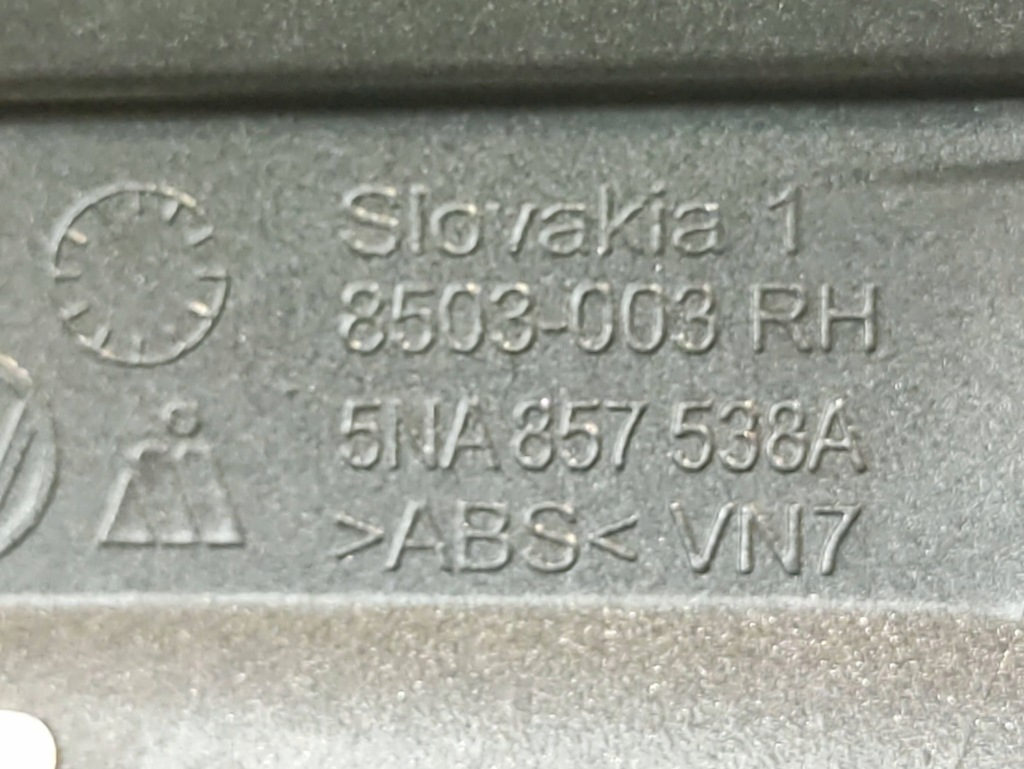 Slovakia 1
8503-003 RH
5NA 857 538A
>ABS< VN7